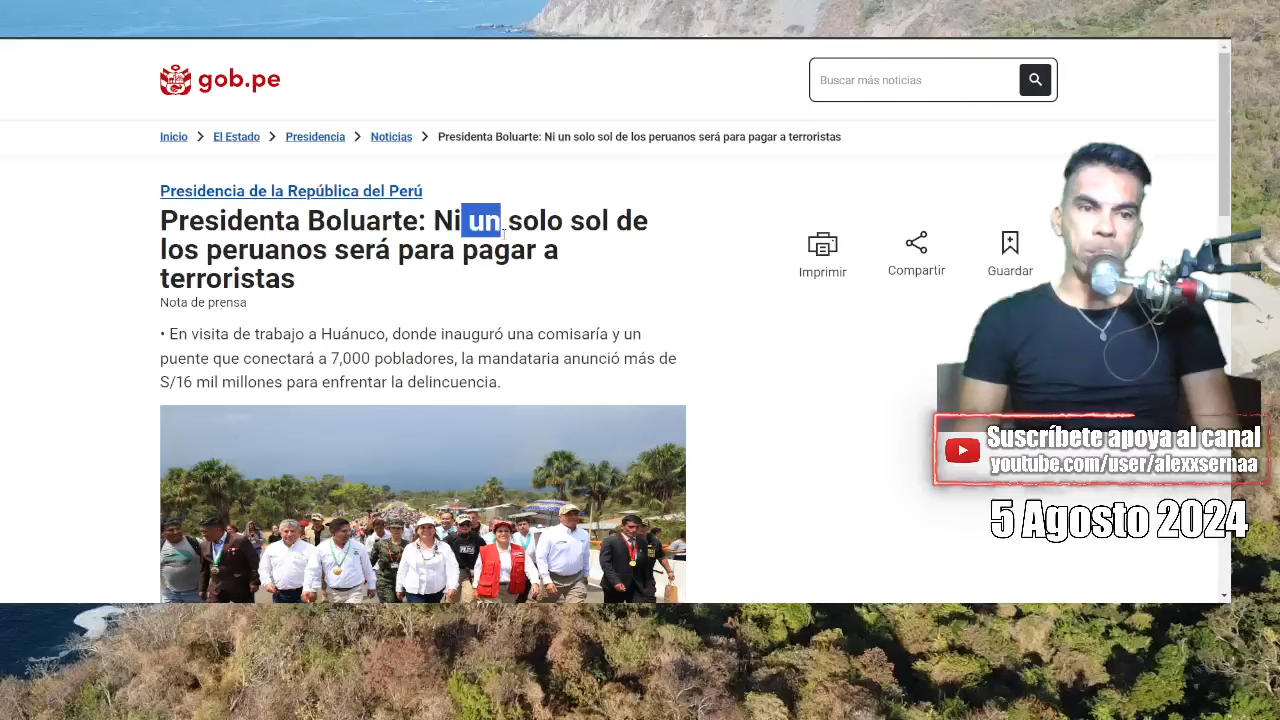 gob.pe
Buscar más noticias
Inicio > El Estado > Presidencia > Noticias > Presidenta Boluarte: Ni un solo sol de los peruanos será para pagar a terroristas
Presidencia de la República del Perú
Presidenta Boluarte: Ni un solo sol de
los peruanos será para pagar a
terroristas
Nota de prensa
Imprimir
Compartir
Guardar
• En visita de trabajo a Huánuco, donde inauguró una comisaría y un
puente que conectará a 7,000 pobladores, la mandataria anunció más de
S/16 mil millones para enfrentar la delincuencia.
Suscríbete apoya al canal
youtube.com/user/alexxsernaa
5 Agosto 2024